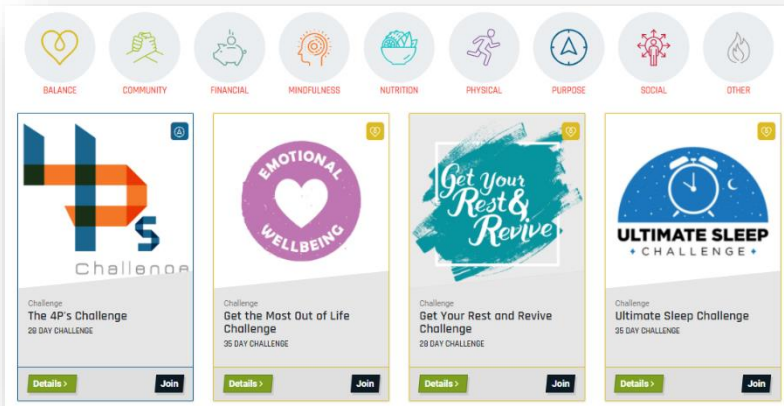 BALANCE
COMMUNITY
FINANCIAL
MINDFULNESS
NUTRITION
PHYSICAL
PURPOSE
SOCIAL
OTHER
4P's
Challenge
Challenge
The 4P's Challenge
28 DAY CHALLENGE
Details >
Join
EMOTIONAL
WELLBEING
Challenge
Get the Most Out of Life
Challenge
35 DAY CHALLENGE
Details >
Join
Get Your
Rest &
Revive
Challenge
Get Your Rest and Revive
Challenge
28 DAY CHALLENGE
Details >
Join
ULTIMATE SLEEP
CHALLENGE
Challenge
Ultimate Sleep Challenge
35 DAY CHALLENGE
Details >
Join